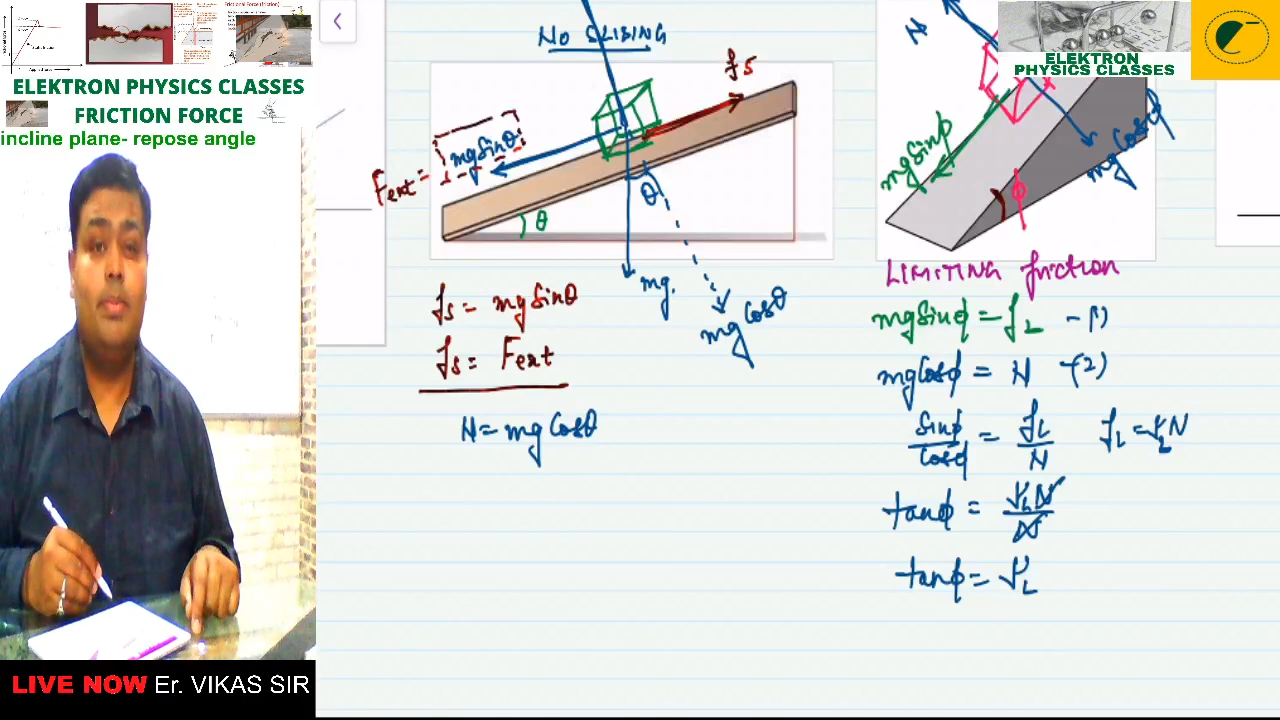 ELEKTRON PHYSICS CLASSES
FRICTION FORCE
incline plane- repose angle
LIVE NOW Er. VIKAS SIR
NO SLIDING
fs
mg sinθ
Fext =
θ
θ
mg.
mg cosθ
fs = mg sinθ
fs = Fext
N = mg cosθ
ELEKTRON
PHYSICS CLASSES
N
mg sinϕ
mg cosϕ
ϕ
LIMITING friction
mg sinϕ = fL -(1)
mg cosϕ = N -(2)
sinϕ/cosϕ = fL/N fL = μL N
tanϕ = μL N/N
tanϕ = μL